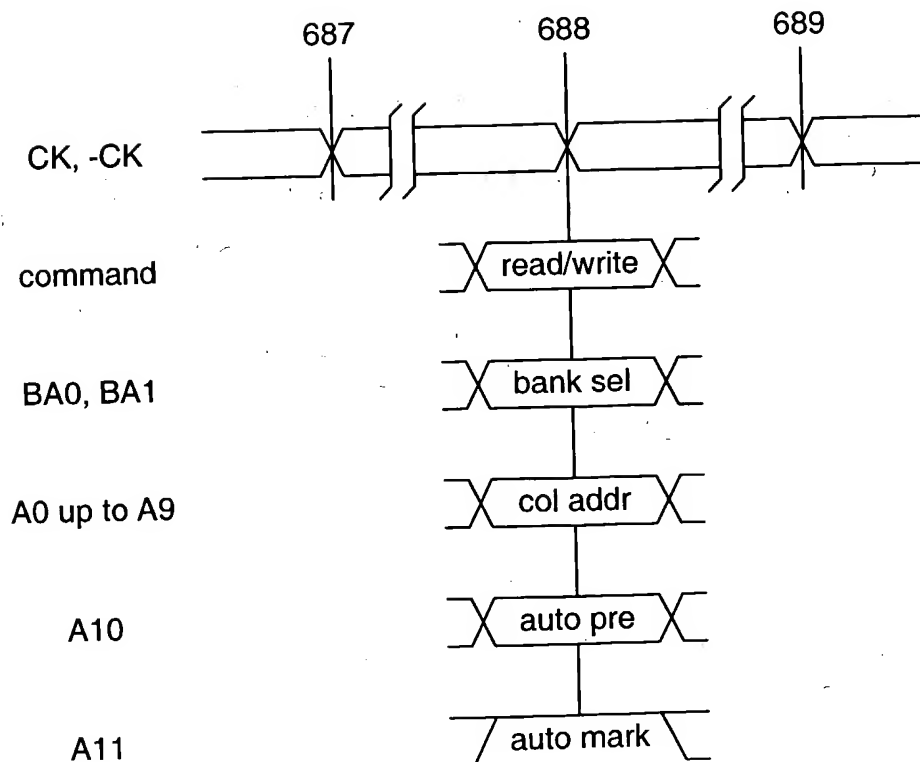 687 688 689
CK, -CK
command read/write
BA0, BA1 bank sel
A0 up to A9 col addr
A10 auto pre
A11 auto mark